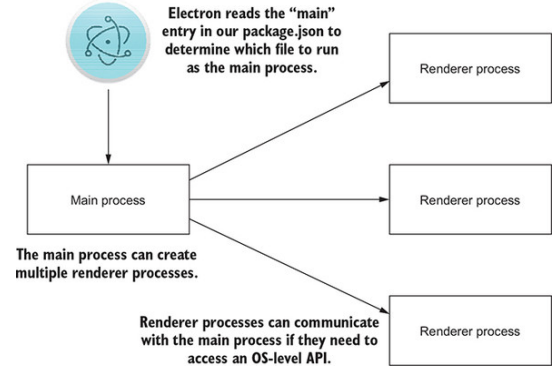 Electron reads the “main”
entry in our package.json to
determine which file to run
as the main process.
Renderer process
Main process
Renderer process
The main process can create
multiple renderer processes.
Renderer processes can communicate
with the main process if they need to
access an OS-level API.
Renderer process